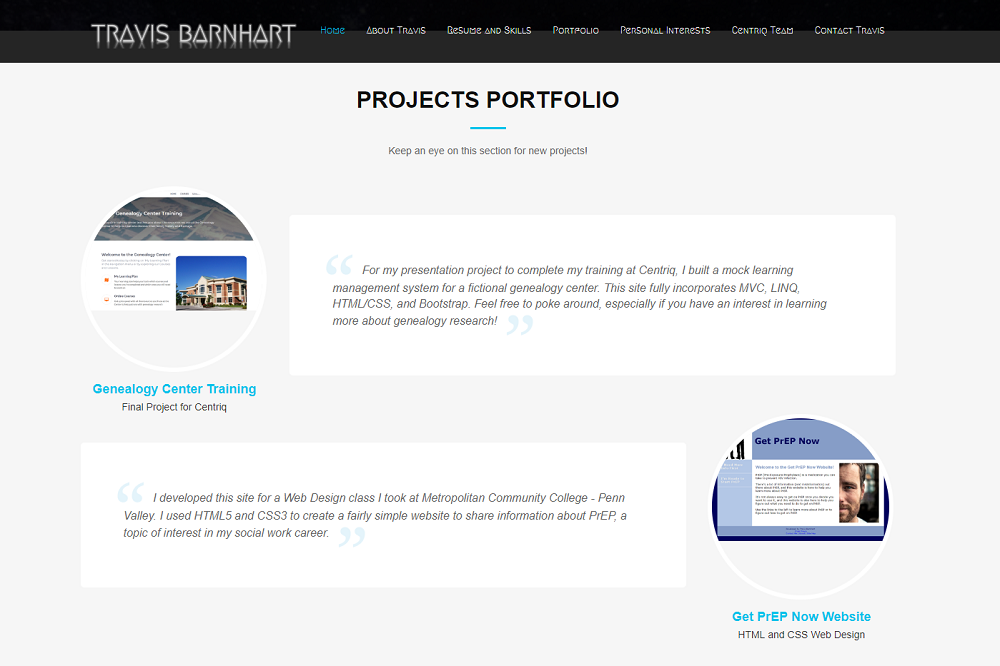 TRAVIS BARNHART
Home About Travis Resume and Skills Portfolio Personal Interests Centriq Team Contact Travis
PROJECTS PORTFOLIO
Keep an eye on this section for new projects!
Genealogy Center Training
Welcome to the Genealogy Center!
My Learning Plan
Online Courses
“ For my presentation project to complete my training at Centriq, I built a mock learning
management system for a fictional genealogy center. This site fully incorporates MVC, LINQ,
HTML/CSS, and Bootstrap. Feel free to poke around, especially if you have an interest in learning
more about genealogy research! ”
Genealogy Center Training
Final Project for Centriq
“ I developed this site for a Web Design class I took at Metropolitan Community College - Penn
Valley. I used HTML5 and CSS3 to create a fairly simple website to share information about PrEP, a
topic of interest in my social work career. ”
Get PrEP Now
Welcome to the Get PrEP Now Website!
Get PrEP Now Website
HTML and CSS Web Design